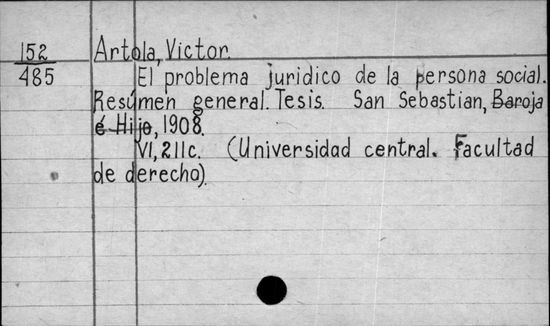 152 Artola, Victor.
485 El problema juridico de la persona social.
Resúmen general. Tesis. San Sebastian, Baroja
é Hijo, 1908.
VI, 211c. (Universidad central. Facultad
de derecho).